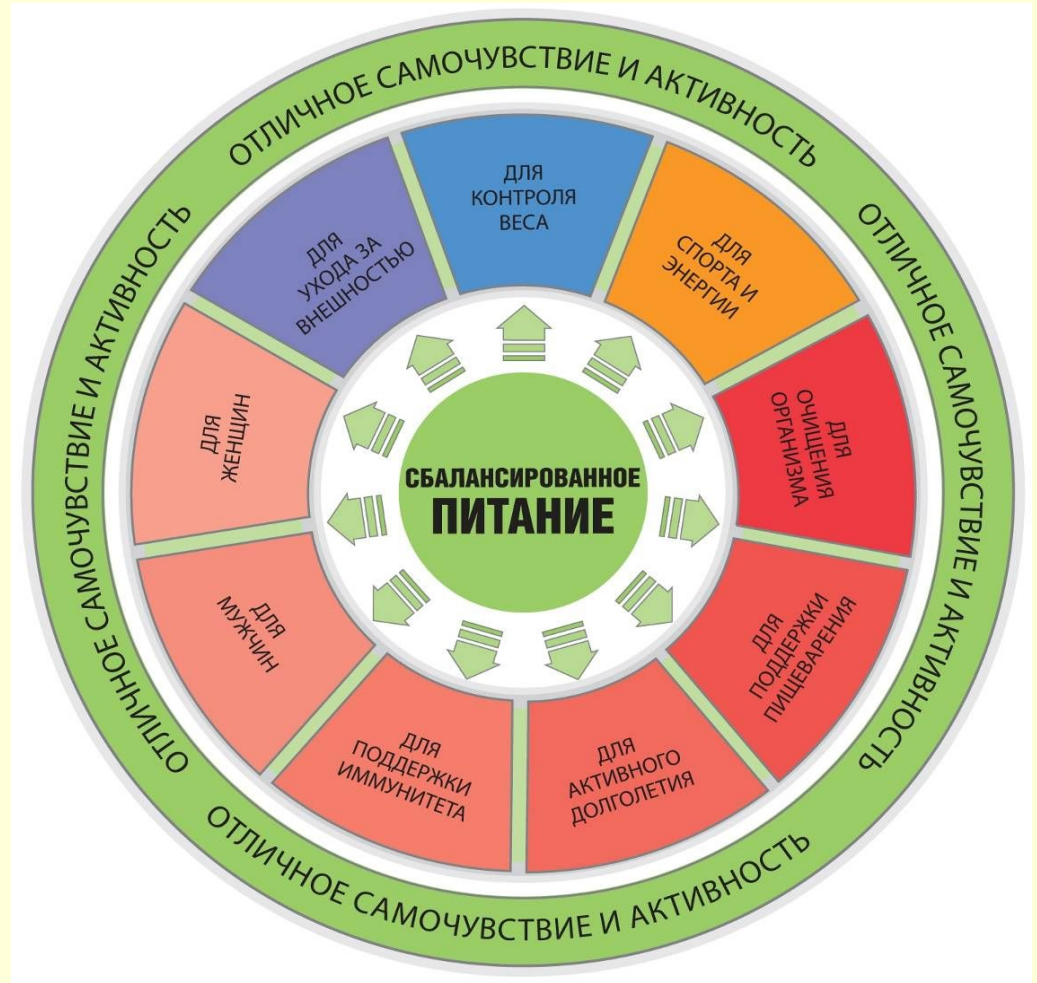 ОТЛИЧНОЕ САМОЧУВСТВИЕ И АКТИВНОСТЬ
ОТЛИЧНОЕ САМОЧУВСТВИЕ И АКТИВНОСТЬ
ОТЛИЧНОЕ САМОЧУВСТВИЕ И АКТИВНОСТЬ
ОТЛИЧНОЕ САМОЧУВСТВИЕ И АКТИВНОСТЬ
ДЛЯ
КОНТРОЛЯ
ВЕСА
ДЛЯ
СПОРТА И
ЭНЕРГИИ
ДЛЯ
ОЧИЩЕНИЯ
ОРГАНИЗМА
ДЛЯ
ПОДДЕРЖКИ
ПИЩЕВАРЕНИЯ
ДЛЯ
АКТИВНОГО
ДОЛГОЛЕТИЯ
ДЛЯ
ПОДДЕРЖКИ
ИММУНИТЕТА
ДЛЯ
МУЖЧИН
ДЛЯ
ЖЕНЩИН
ДЛЯ
УХОДА ЗА
ВНЕШНОСТЬЮ
СБАЛАНСИРОВАННОЕ
ПИТАНИЕ